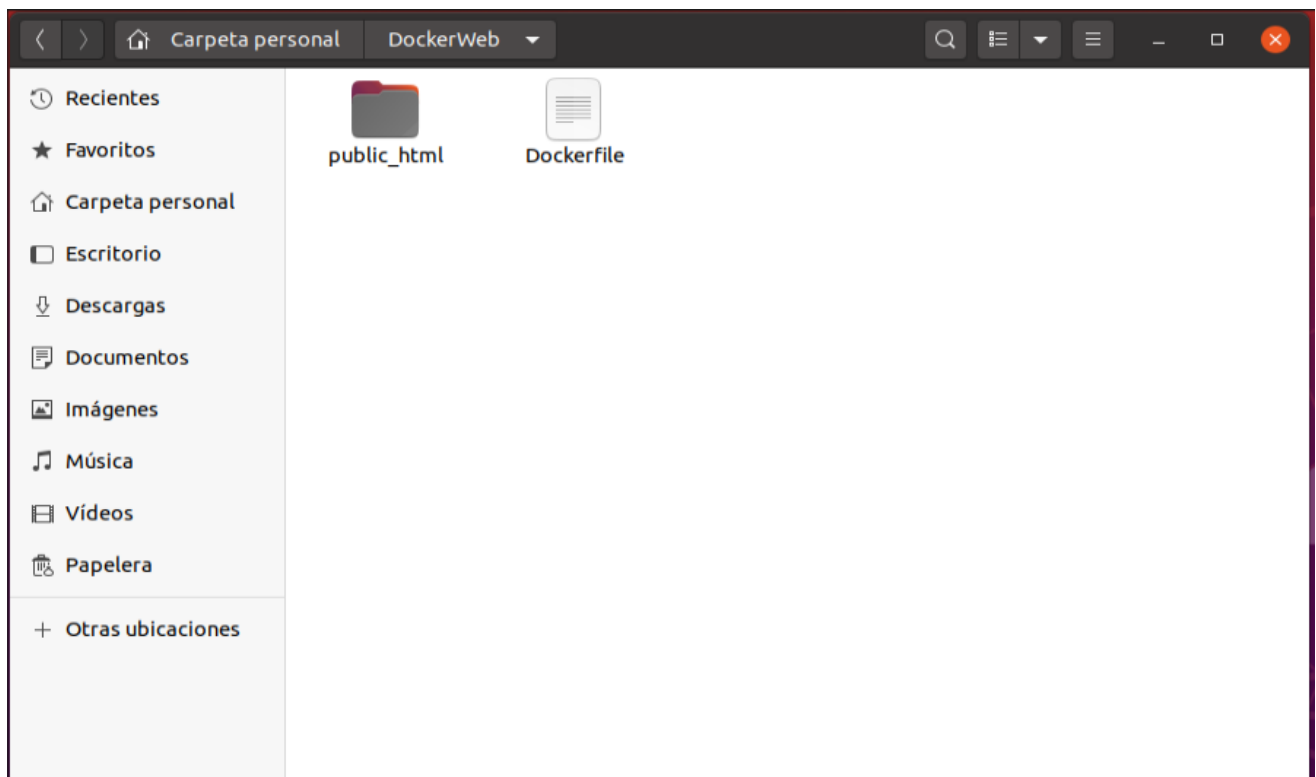 Carpeta personal DockerWeb
Recientes
Favoritos
Carpeta personal
Escritorio
Descargas
Documentos
Imágenes
Música
Vídeos
Papelera
Otras ubicaciones
public_html Dockerfile